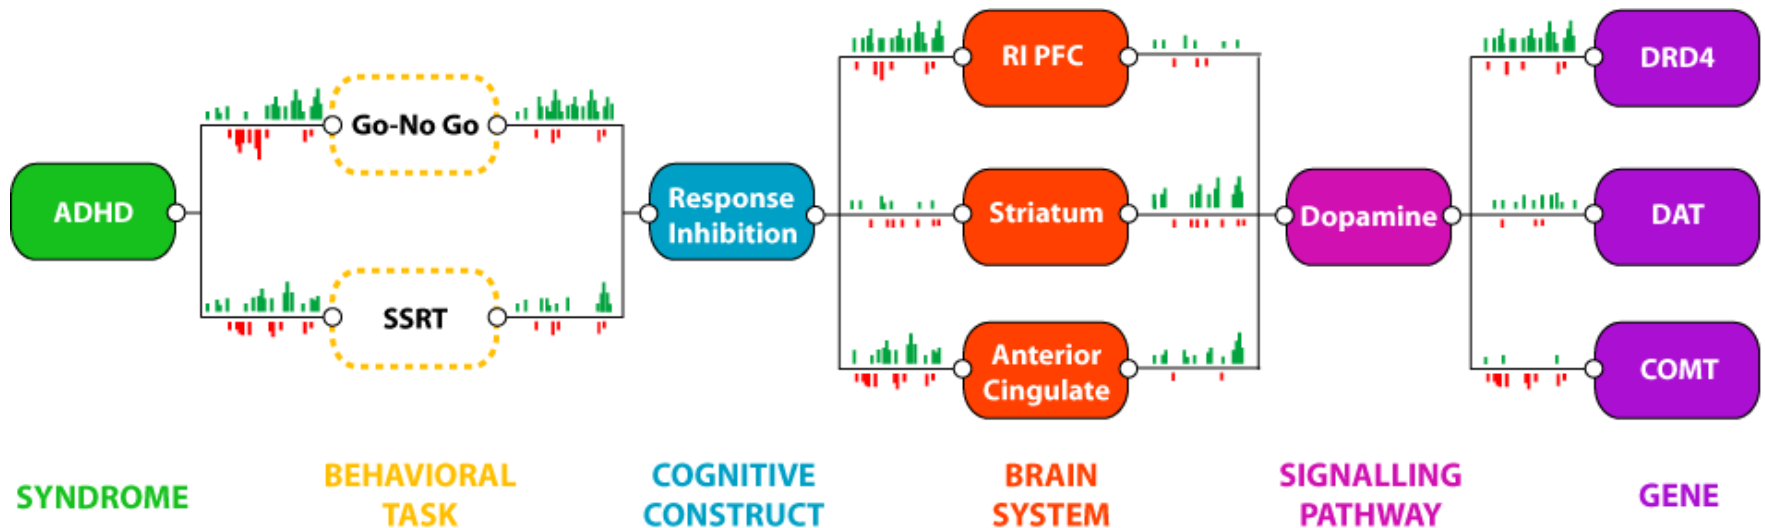 ADHD
Go-No Go
SSRT
Response
Inhibition
RI PFC
Striatum
Anterior
Cingulate
Dopamine
DRD4
DAT
COMT
SYNDROME
BEHAVIORAL
TASK
COGNITIVE
CONSTRUCT
BRAIN
SYSTEM
SIGNALLING
PATHWAY
GENE